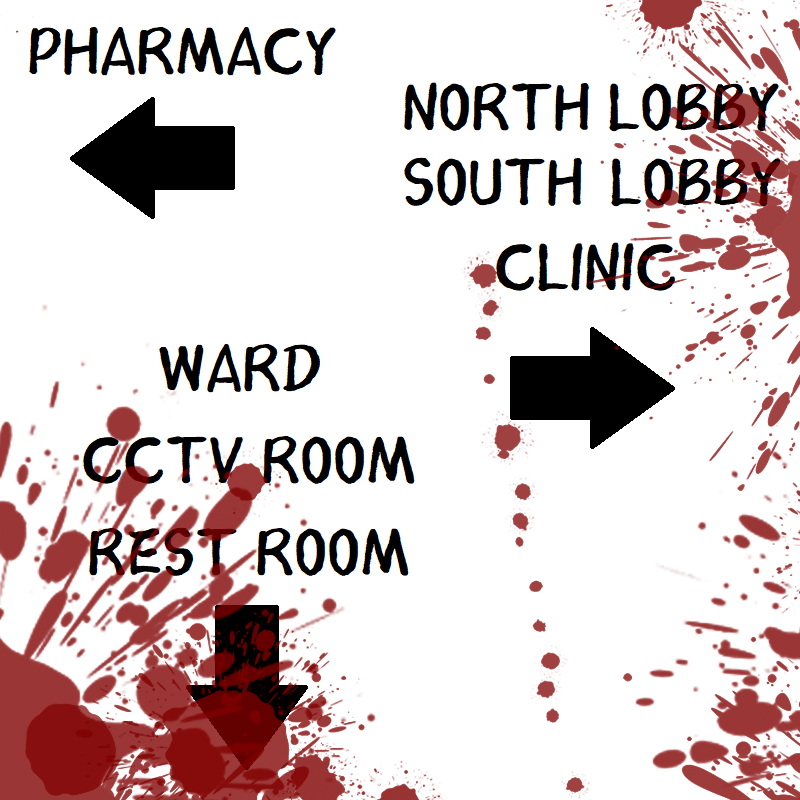 PHARMACY
NORTH LOBBY
SOUTH LOBBY
CLINIC
WARD
CCTV ROOM
REST ROOM